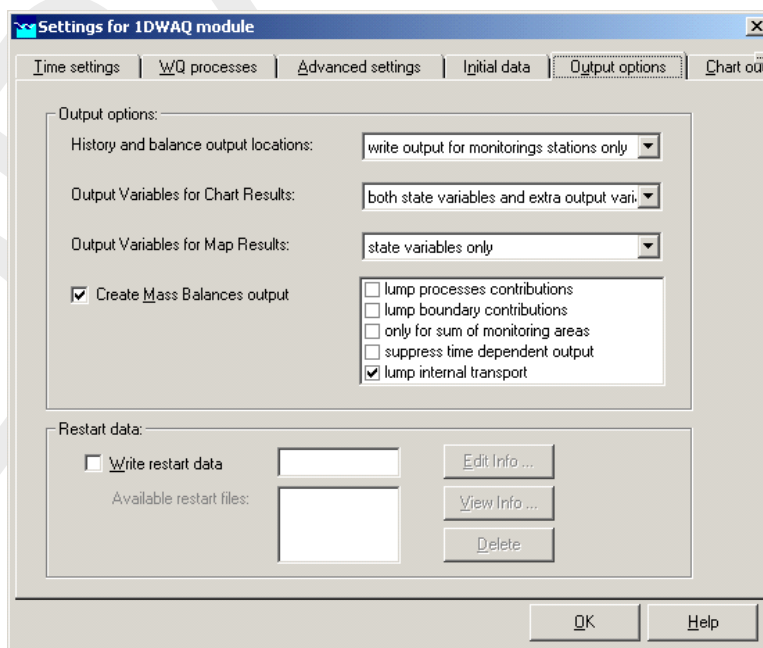 Settings for 1DWAQ module
Time settings
WQ processes
Advanced settings
Initial data
Output options
Chart
Output options:
History and balance output locations:
write output for monitorings stations only
Output Variables for Chart Results:
both state variables and extra output vari
Output Variables for Map Results:
state variables only
Create Mass Balances output
lump processes contributions
lump boundary contributions
only for sum of monitoring areas
suppress time dependent output
lump internal transport
Restart data:
Write restart data
Edit Info ...
Available restart files:
View Info ...
Delete
OK
Help